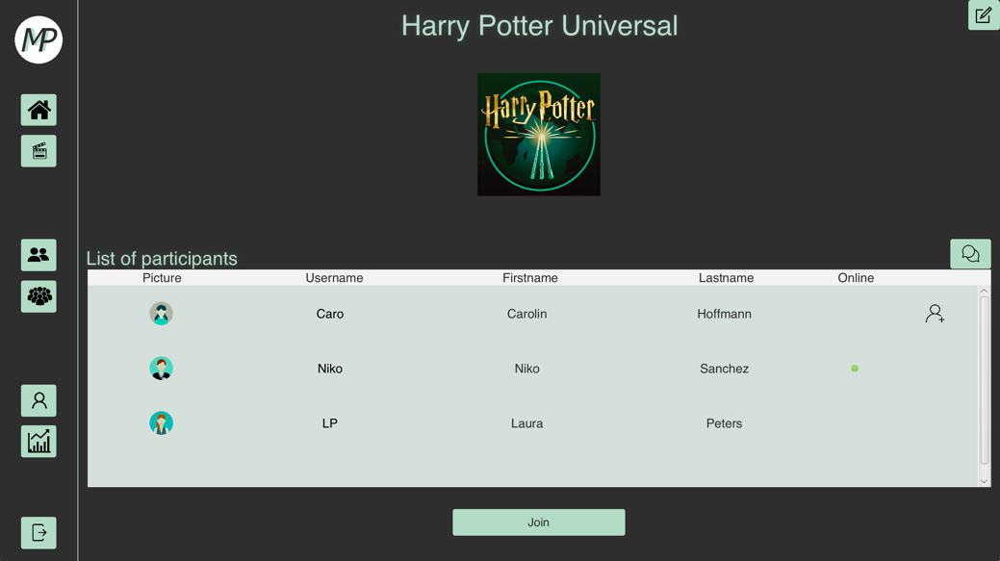 MP
Harry Potter Universal
Harry Potter
List of participants
Picture Username Firstname Lastname Online
Caro Carolin Hoffmann
Niko Niko Sanchez
LP Laura Peters
Join